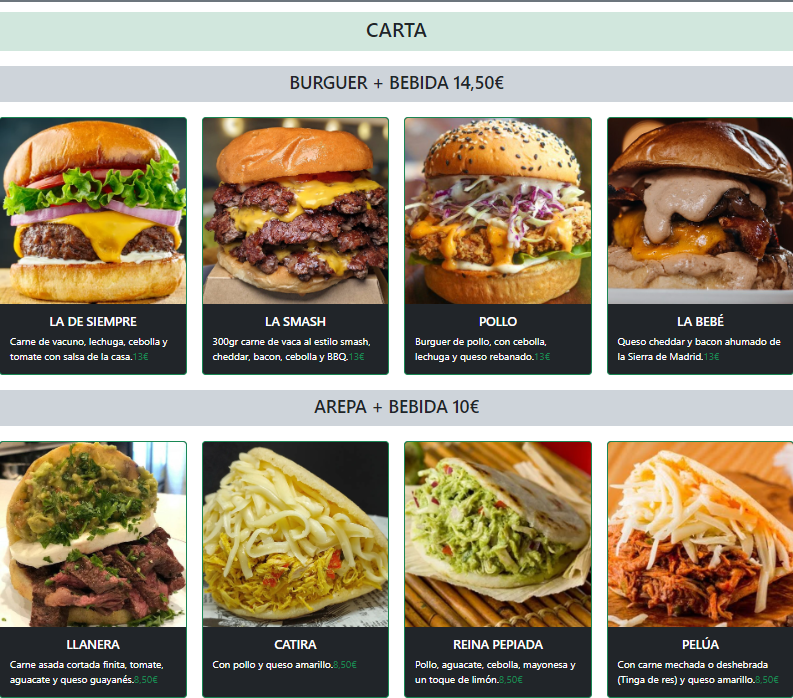 CARTA
BURGUER + BEBIDA 14,50€
LA DE SIEMPRE
Carne de vacuno, lechuga, cebolla y
tomate con salsa de la casa.13€
LA SMASH
300gr carne de vaca al estilo smash,
cheddar, bacon, cebolla y BBQ.13€
POLLO
Burguer de pollo, con cebolla,
lechuga y queso rebanado.13€
LA BEBÉ
Queso cheddar y bacon ahumado de
la Sierra de Madrid.13€
AREPA + BEBIDA 10€
LLANERA
Carne asada cortada finita, tomate,
aguacate y queso guayanés.8,50€
CATIRA
Con pollo y queso amarillo.8,50€
REINA PEPIADA
Pollo, aguacate, cebolla, mayonesa y
un toque de limón.8,50€
PELÚA
Con carne mechada o deshebrada
(Tinga de res) y queso amarillo.8,50€